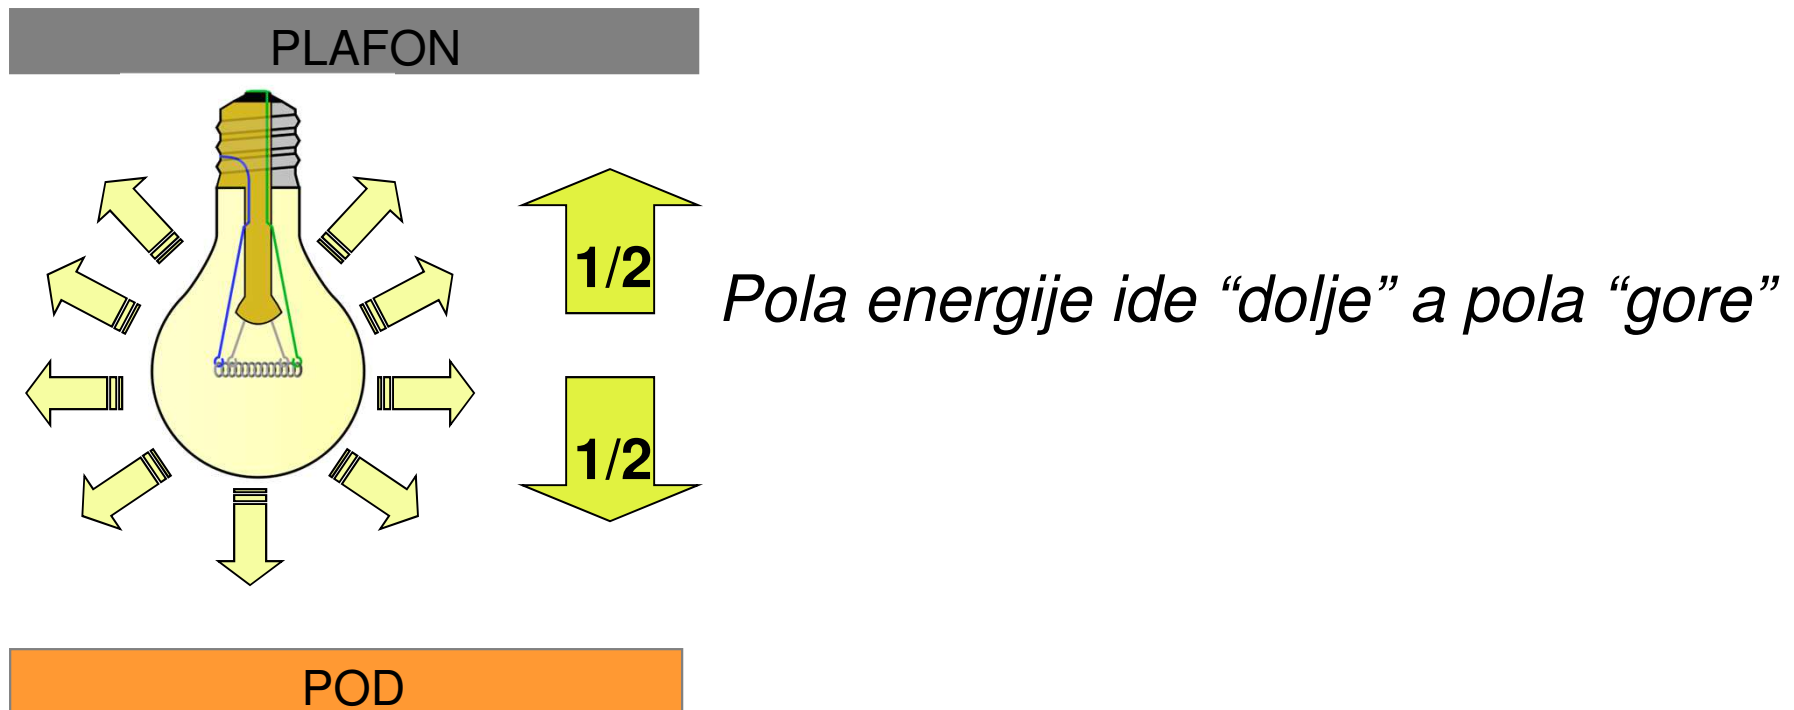 PLAFON
1/2
Pola energije ide “dolje” a pola “gore”
1/2
POD